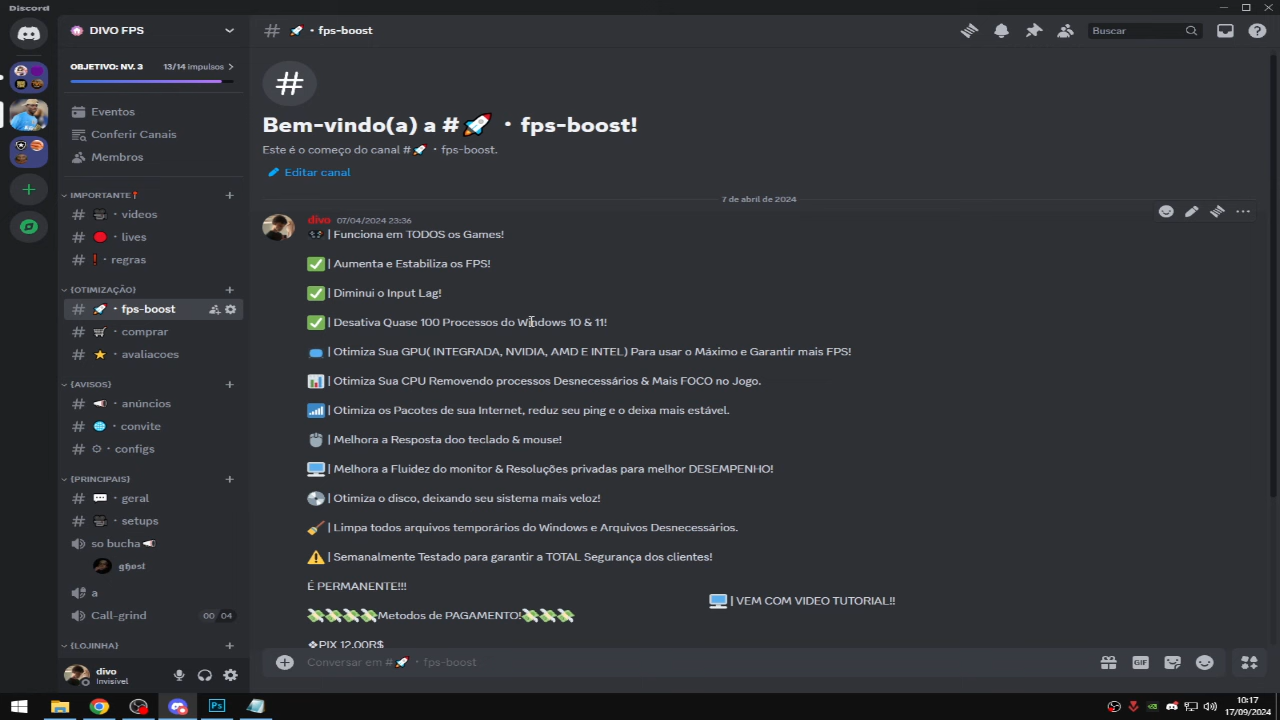 Discord
DIVO FPS
# 🚀・fps-boost
Buscar
OBJETIVO: NV. 3
13/14 impulsos
Eventos
Conferir Canais
Membros
IMPORTANTE❗
・videos
・lives
❗・regras
{OTIMIZAÇÃO}
🚀・fps-boost
🛒・comprar
⭐・avaliacoes
{AVISOS}
・anúncios
🌐・convite
⚙・configs
{PRINCIPAIS}
💬・geral
・setups
so bucha
ghost
a
Call-grind
00 04
{LOJINHA}
divo
Invisível
Bem-vindo(a) a #🚀・fps-boost!
Este é o começo do canal #🚀・fps-boost.
Editar canal
7 de abril de 2024
divo 07/04/2024 23:36
🎮| Funciona em TODOS os Games!
✅| Aumenta e Estabiliza os FPS!
✅| Diminui o Input Lag!
✅| Desativa Quase 100 Processos do Windows 10 & 11!
| Otimiza Sua GPU( INTEGRADA, NVIDIA, AMD E INTEL) Para usar o Máximo e Garantir mais FPS!
📊| Otimiza Sua CPU Removendo processos Desnecessários & Mais FOCO no Jogo.
📶| Otimiza os Pacotes de sua Internet, reduz seu ping e o deixa mais estável.
🖱| Melhora a Resposta doo teclado & mouse!
🖥| Melhora a Fluidez do monitor & Resoluções privadas para melhor DESEMPENHO!
💿| Otimiza o disco, deixando seu sistema mais veloz!
🧹| Limpa todos arquivos temporários do Windows e Arquivos Desnecessários.
⚠| Semanalmente Testado para garantir a TOTAL Segurança dos clientes!
É PERMANENTE!!!
🖥| VEM COM VIDEO TUTORIAL!!
💸💸💸💸Metodos de PAGAMENTO!💸💸💸
❖PIX 12,00R$
Conversar em #🚀・fps-boost
GIF
Ps
10:17
17/09/2024